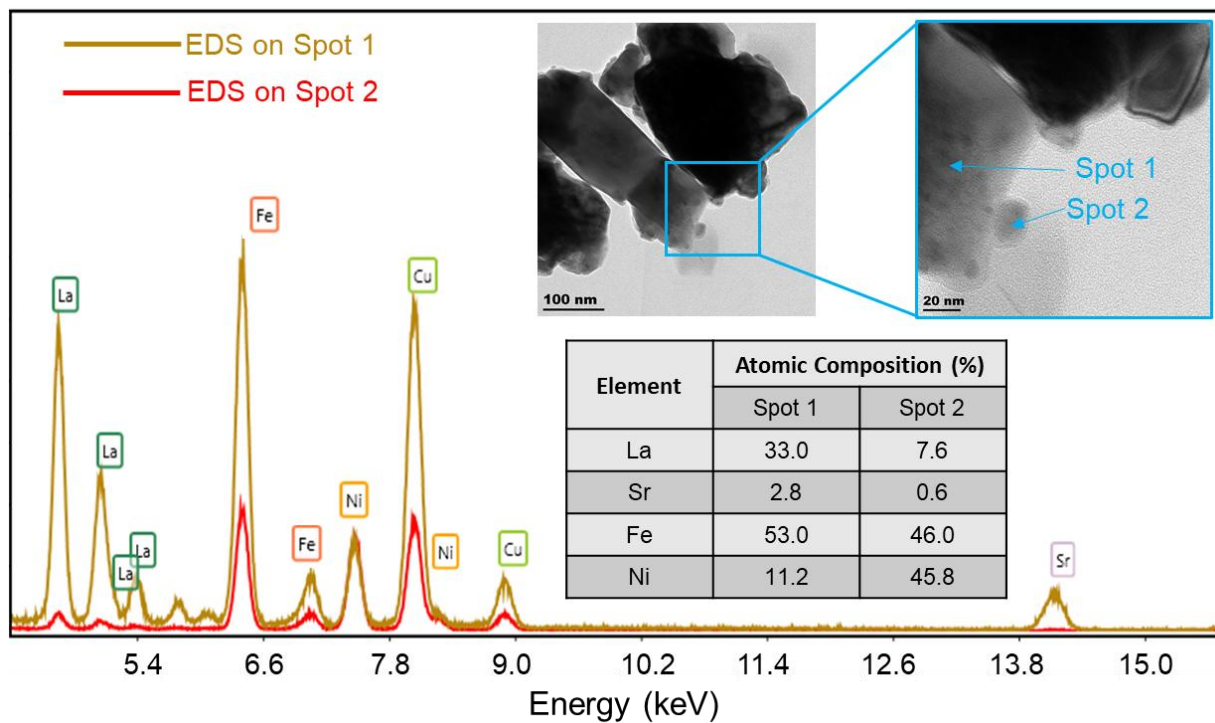 EDS on Spot 1
EDS on Spot 2
La
La
La
La
Fe
Fe
Ni
Cu
Ni
Cu
Sr
100 nm
Spot 1
Spot 2
20 nm
Element Atomic Composition (%)
Spot 1 Spot 2
La 33.0 7.6
Sr 2.8 0.6
Fe 53.0 46.0
Ni 11.2 45.8
5.4 6.6 7.8 9.0 10.2 11.4 12.6 13.8 15.0
Energy (keV)